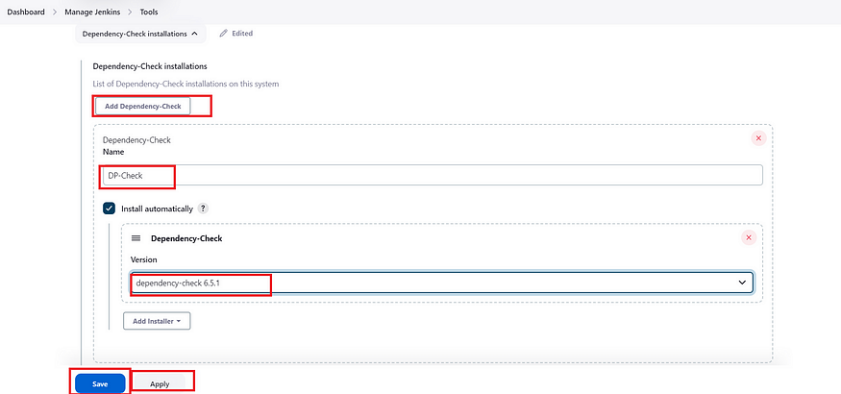 Dashboard > Manage Jenkins > Tools
Dependency-Check installations Edited
Dependency-Check installations
List of Dependency-Check installations on this system
Add Dependency-Check
Dependency-Check
Name
DP-Check
Install automatically ?
Dependency-Check
Version
dependency-check 6.5.1
Add Installer
Save Apply